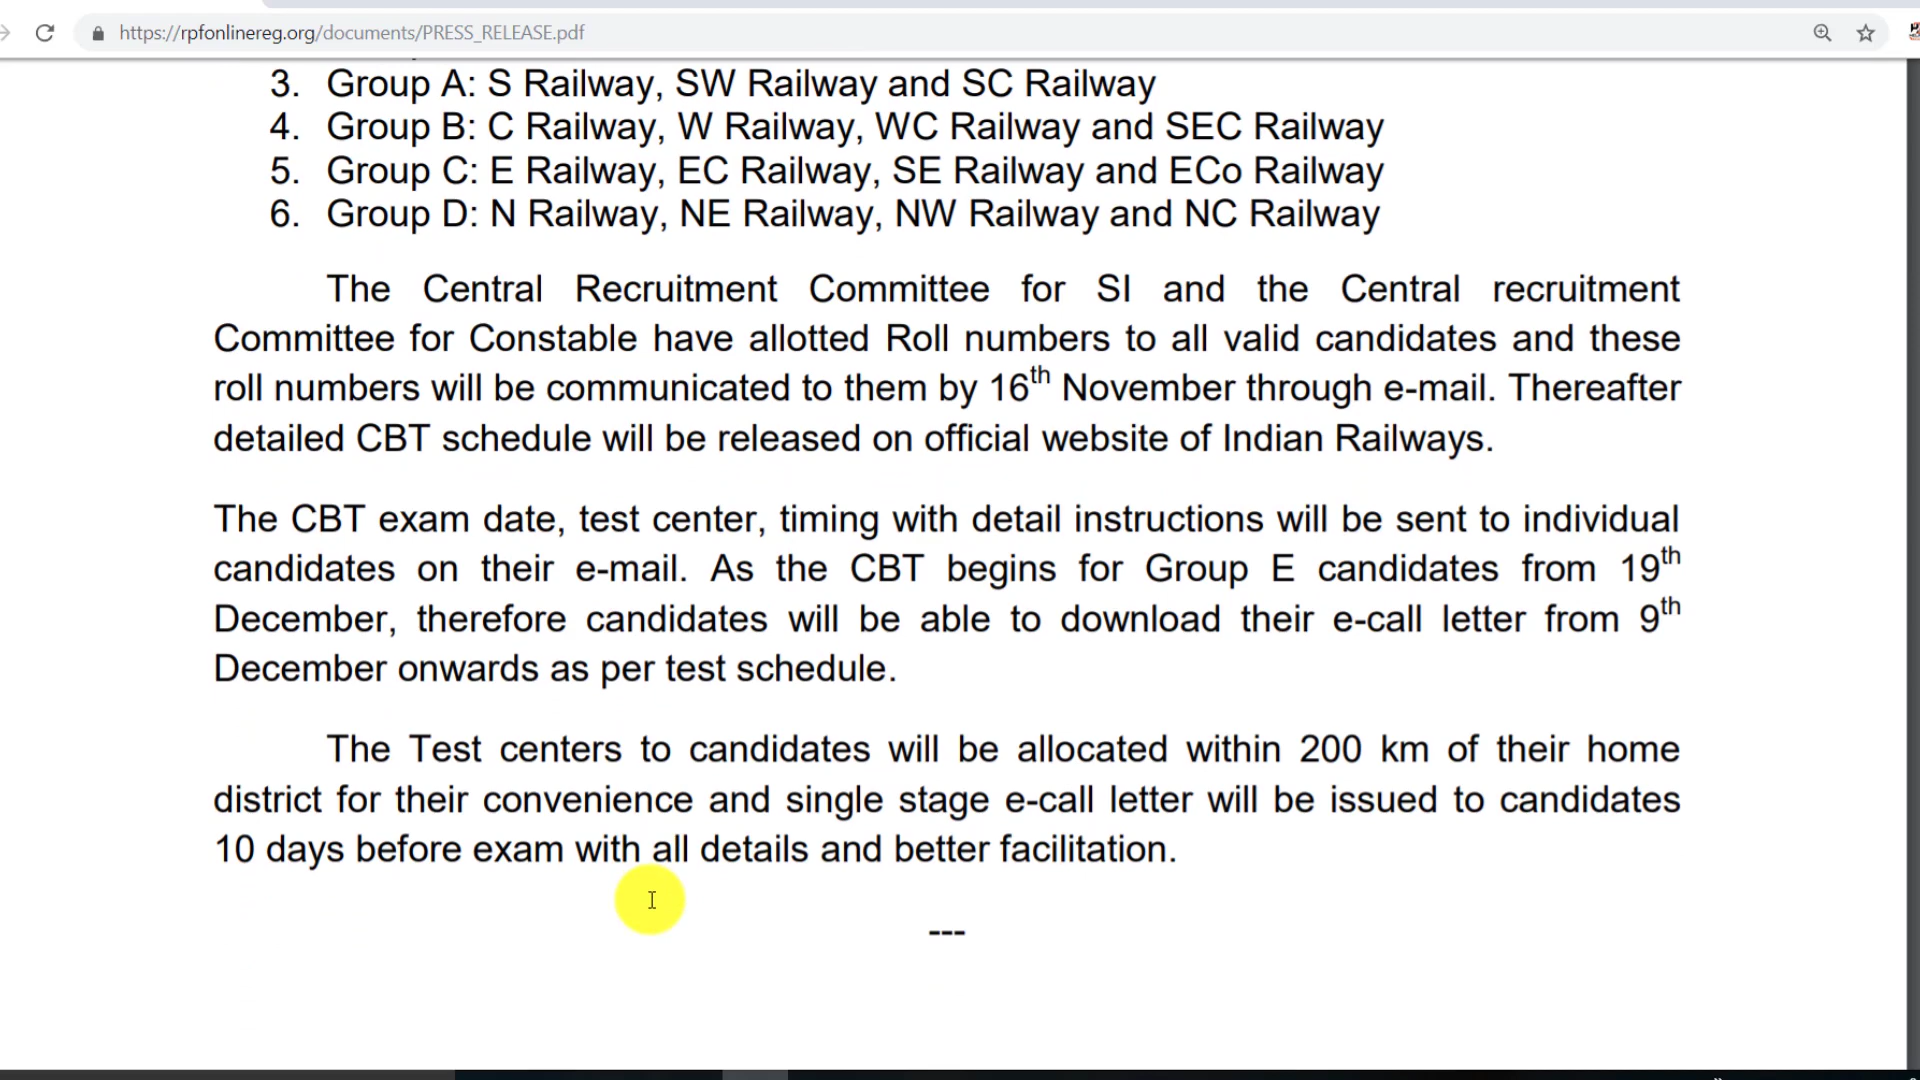 https://rpfonlinereg.org/documents/PRESS_RELEASE.pdf
3. Group A: S Railway, SW Railway and SC Railway
4. Group B: C Railway, W Railway, WC Railway and SEC Railway
5. Group C: E Railway, EC Railway, SE Railway and ECo Railway
6. Group D: N Railway, NE Railway, NW Railway and NC Railway
The Central Recruitment Committee for SI and the Central recruitment
Committee for Constable have allotted Roll numbers to all valid candidates and these
roll numbers will be communicated to them by 16th November through e-mail. Thereafter
detailed CBT schedule will be released on official website of Indian Railways.
The CBT exam date, test center, timing with detail instructions will be sent to individual
candidates on their e-mail. As the CBT begins for Group E candidates from 19th
December, therefore candidates will be able to download their e-call letter from 9th
December onwards as per test schedule.
The Test centers to candidates will be allocated within 200 km of their home
district for their convenience and single stage e-call letter will be issued to candidates
10 days before exam with all details and better facilitation.
---